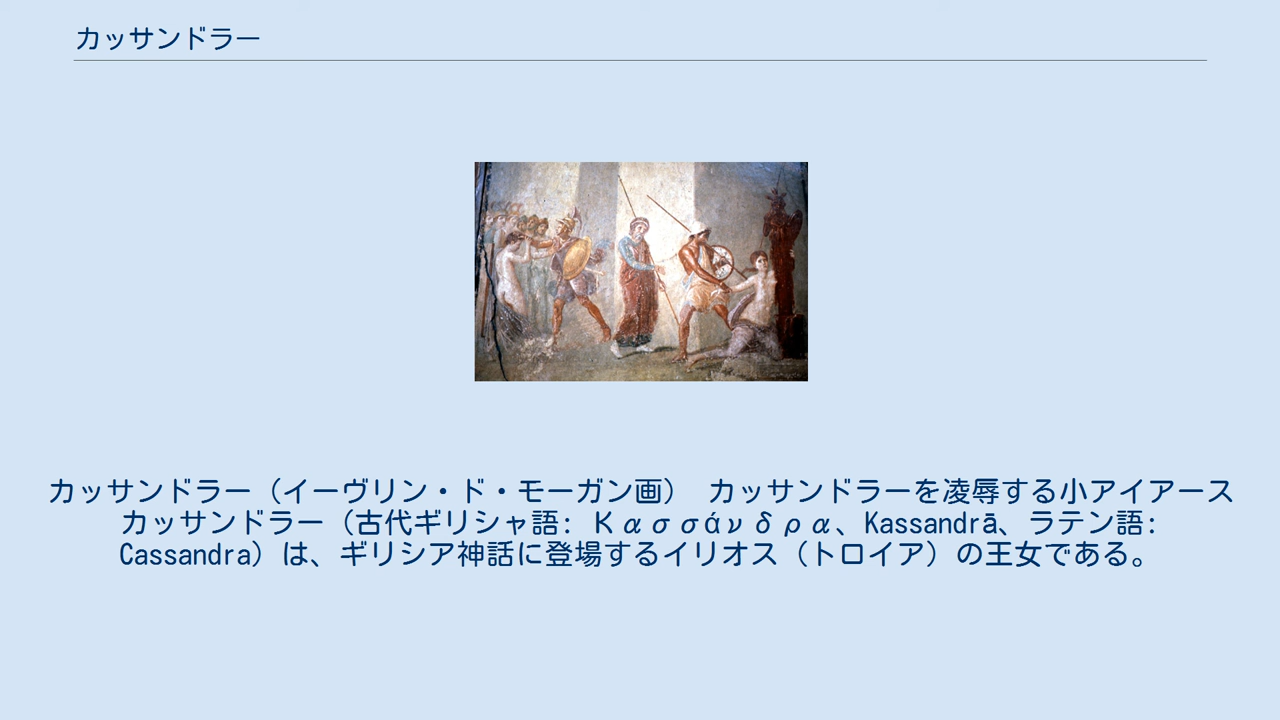 カッサンドラー
カッサンドラー（イーヴリン・ド・モーガン画） カッサンドラーを凌辱する小アイアース
カッサンドラー（古代ギリシャ語: Κασσάνδρα、Kassandrā、ラテン語:
Cassandra）は、ギリシア神話に登場するイリオス（トロイア）の王女である。